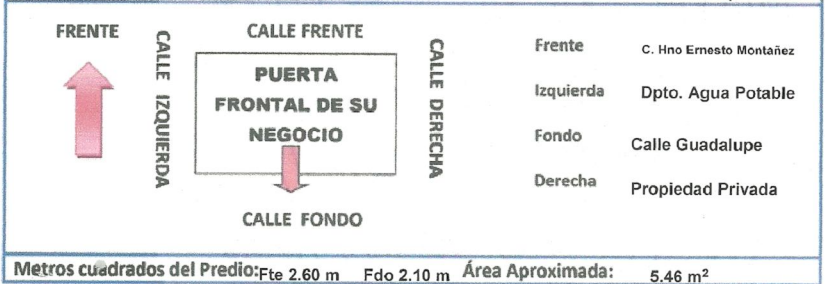 FRENTE
CALLE IZQUIERDA
CALLE FRENTE
PUERTA
FRONTAL DE SU
NEGOCIO
CALLE FONDO
CALLE DERECHA
Frente C. Hno Ernesto Montañez
Izquierda Dpto. Agua Potable
Fondo Calle Guadalupe
Derecha Propiedad Privada
Metros cuadrados del Predio: Fte 2.60 m Fdo 2.10 m Área Aproximada: 5.46 m²